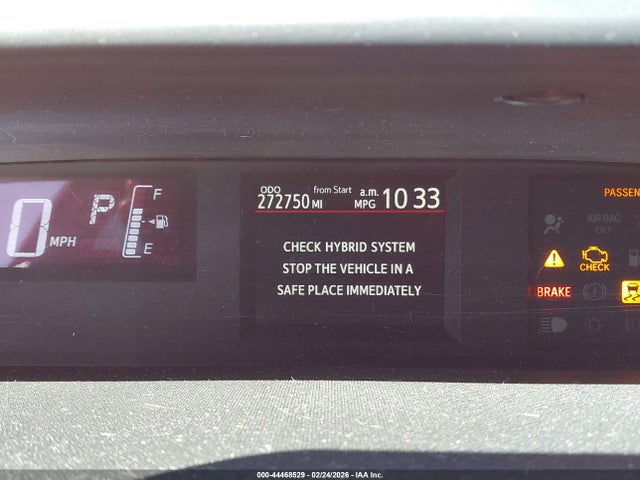 0 MPH
P
F
E
ODO from Start a.m.
272750 MI MPG 10 33
CHECK HYBRID SYSTEM
STOP THE VEHICLE IN A
SAFE PLACE IMMEDIATELY
PASSEN
AIR BAG
OFF
CHECK
BRAKE
000-44468529 - 02/24/2026 - IAA Inc.